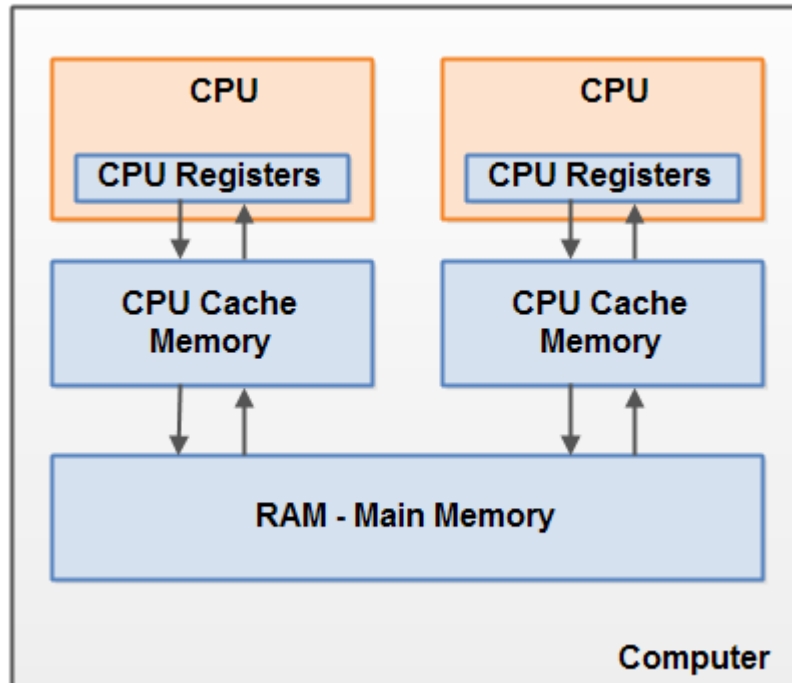 CPU
CPU
CPU Registers
CPU Registers
CPU Cache
Memory
CPU Cache
Memory
RAM - Main Memory
Computer